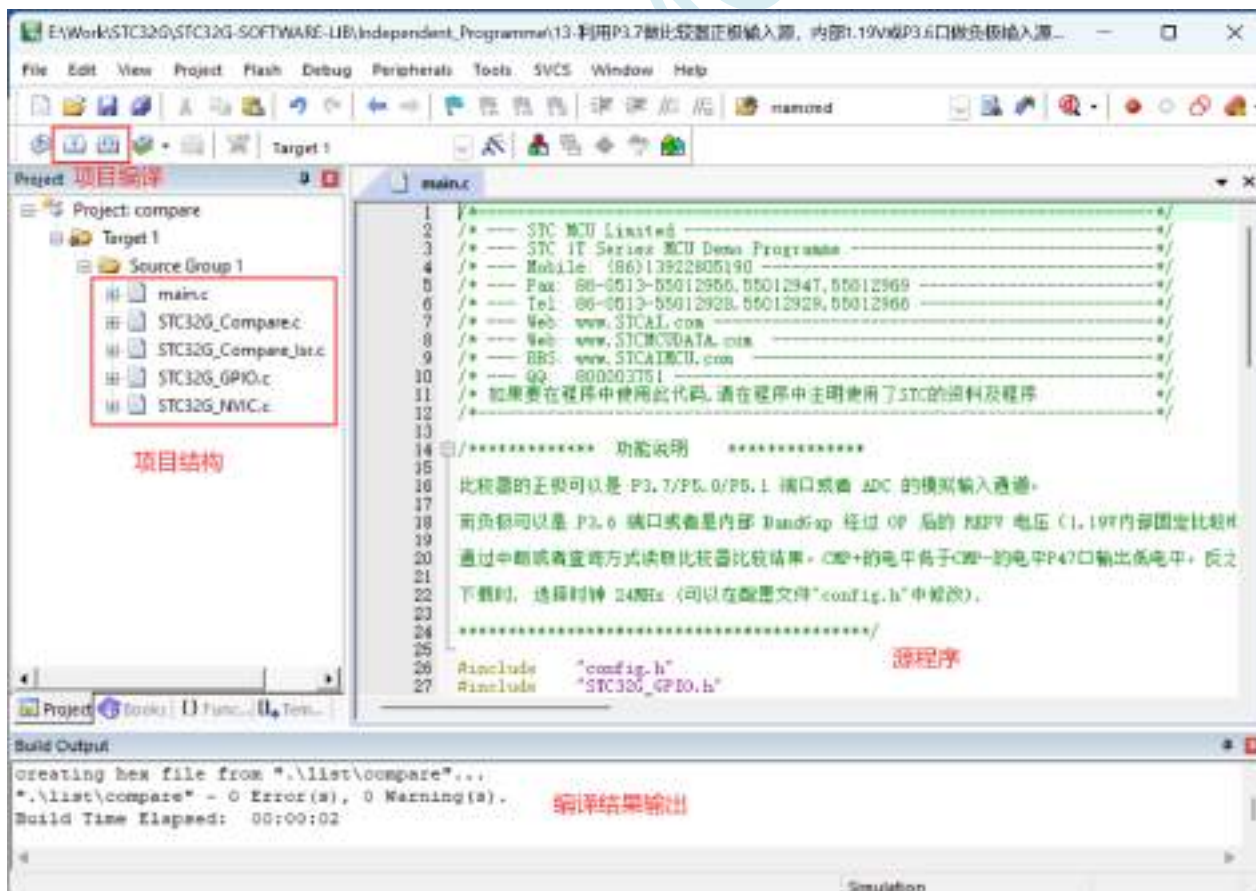 E:\Work\STC32G\STC32G-SOFTWARE-LIB\Independent_Programme\13-利用P3.7做比较器正极输入源，内部1.19V或P3.6口做负极输入源...
File Edit View Project Flash Debug Peripherals Tools SVCS Window Help
Target 1
Project 项目编译
main.c
Project: compare
Target 1
Source Group 1
main.c
STC32G_Compare.c
STC32G_Compare_Isr.c
STC32G_GPIO.c
STC32G_NVIC.c
项目结构
1 /*---------------------------------------------------------------------*/
2 /* --- STC MCU Limited ------------------------------------------------*/
3 /* --- STC 1T Series MCU Demo Programme -------------------------------*/
4 /* --- Mobile: (86)13922805190 ----------------------------------------*/
5 /* --- Fax: 86-0513-55012956,55012947,55012969 ------------------------*/
6 /* --- Tel: 86-0513-55012928,55012929,55012966 ------------------------*/
7 /* --- Web: www.STCAI.com ---------------------------------------------*/
8 /* --- Web: www.STCMCUDATA.com ---------------------------------------*/
9 /* --- BBS: www.STCAIMCU.com -----------------------------------------*/
10 /* --- QQ: 800003751 -------------------------------------------------*/
11 /* 如果要在程序中使用此代码,请在程序中注明使用了STC的资料及程序 */
12 /*---------------------------------------------------------------------*/
13
14 /************* 功能说明 **************
15
16 比较器的正极可以是 P3.7/P5.0/P5.1 端口或者 ADC 的模拟输入通道。
17
18 而负极可以是 P3.6 端口或者是内部 BandGap 经过 OP 后的 REFV 电压（1.19V内部固定比较
19
20 通过中断或者查询方式读取比较器比较结果，CMP+的电平低于CMP-的电平P47口输出低电平，反之
21
22 下载时, 选择时钟 24MHz (可以在配置文件"config.h"中修改).
23
24 ******************************************/
25
26 #include "config.h"
27 #include "STC32G_GPIO.h"
源程序
Project Books Func... Tem...
Build Output
creating hex file from ".\list\compare"...
".\list\compare" - 0 Error(s), 0 Warning(s).
Build Time Elapsed: 00:00:02
编译结果输出
Simulation